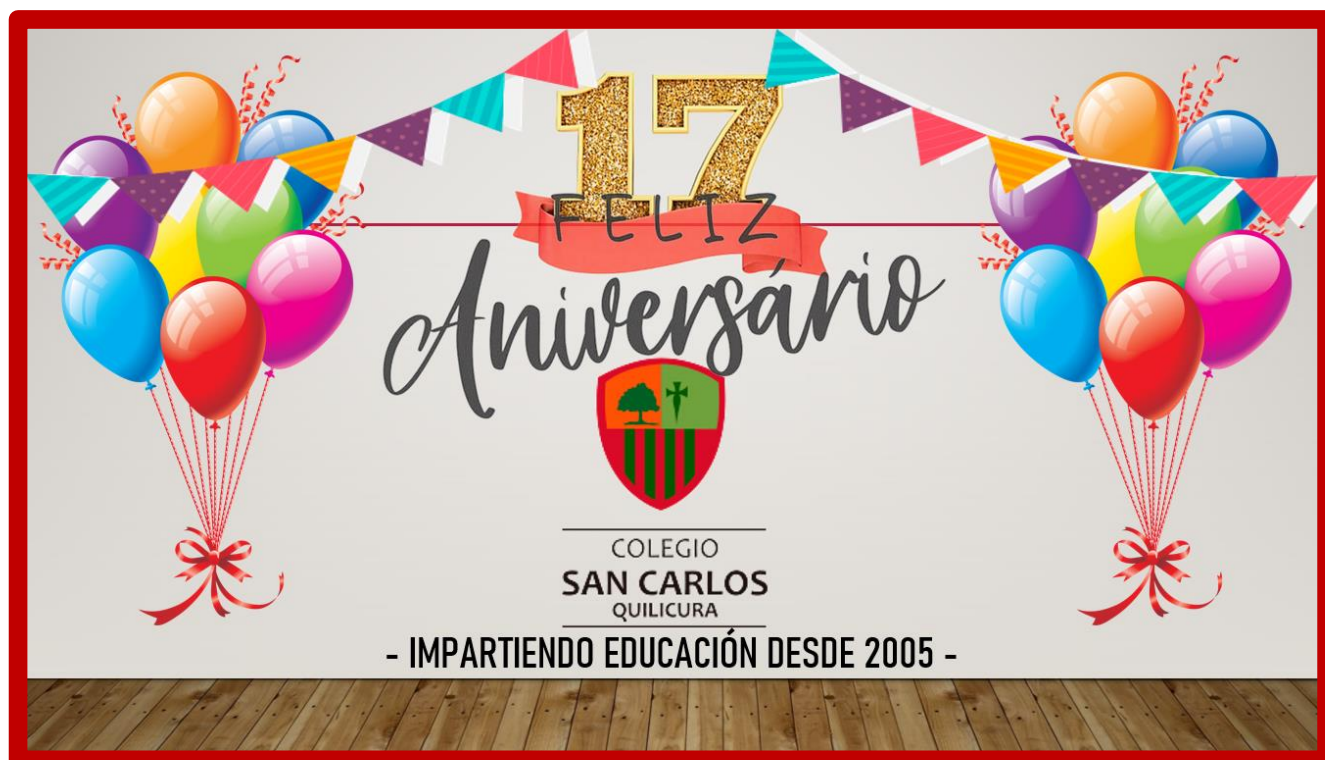 17
FELIZ
Aniversário
COLEGIO
SAN CARLOS
QUILICURA
- IMPARTIENDO EDUCACIÓN DESDE 2005 -